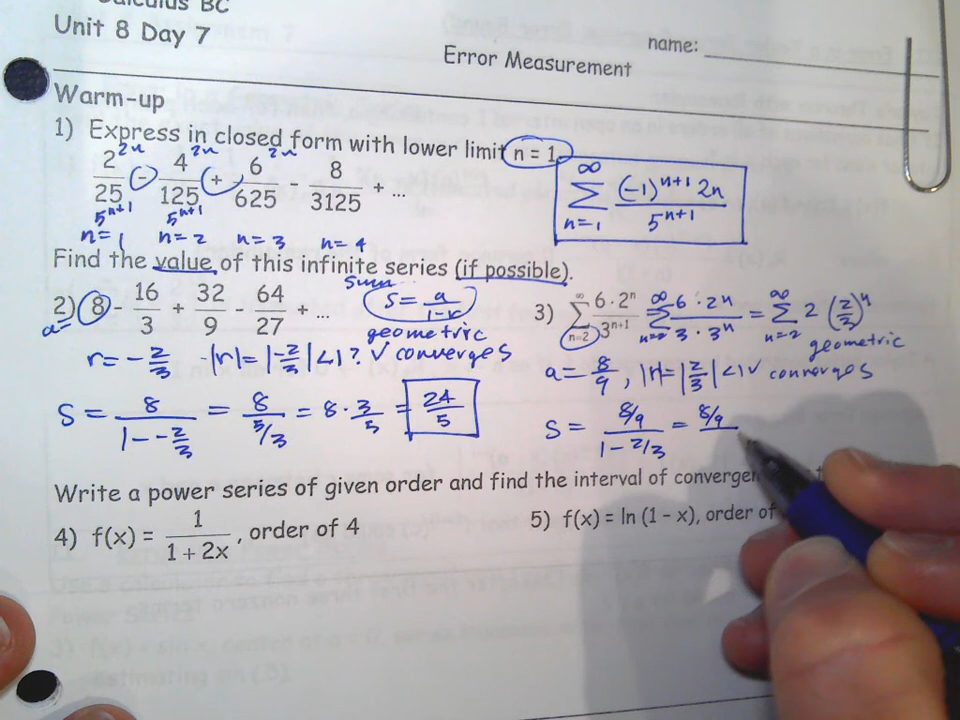 Calculus BC
Unit 8 Day 7
name:
Error Measurement
Warm-up
1) Express in closed form with lower limit n = 1.
2n 2n 2n
2/25 - 4/125 + 6/625 - 8/3125 + ...
5^(n+1) 5^(n+1)
n=1 n=2 n=3 n=4
∞ Σ n=1 (-1)^(n+1) 2n / 5^(n+1)
Find the value of this infinite series (if possible).
sum
2) 8 - 16/3 + 32/9 - 64/27 + ...
a=
S = a/(1-r)
geometric
r = -2/3 |r| = |-2/3| < 1 ? √ converges
S = 8/(1--2/3) = 8/(5/3) = 8 · 3/5 = 24/5
3) ∞ Σ n=2 6·2^n / 3^(n+1) = ∞ Σ n=2 6·2^n / 3·3^n = ∞ Σ n=2 2 (2/3)^n
geometric
a = 8/9, |r| = |2/3| < 1 √ converges
S = 8/9 / 1-2/3 = 8/9
Write a power series of given order and find the interval of
4) f(x) = 1/(1+2x), order of 4
5) f(x) = ln (1 - x), order of